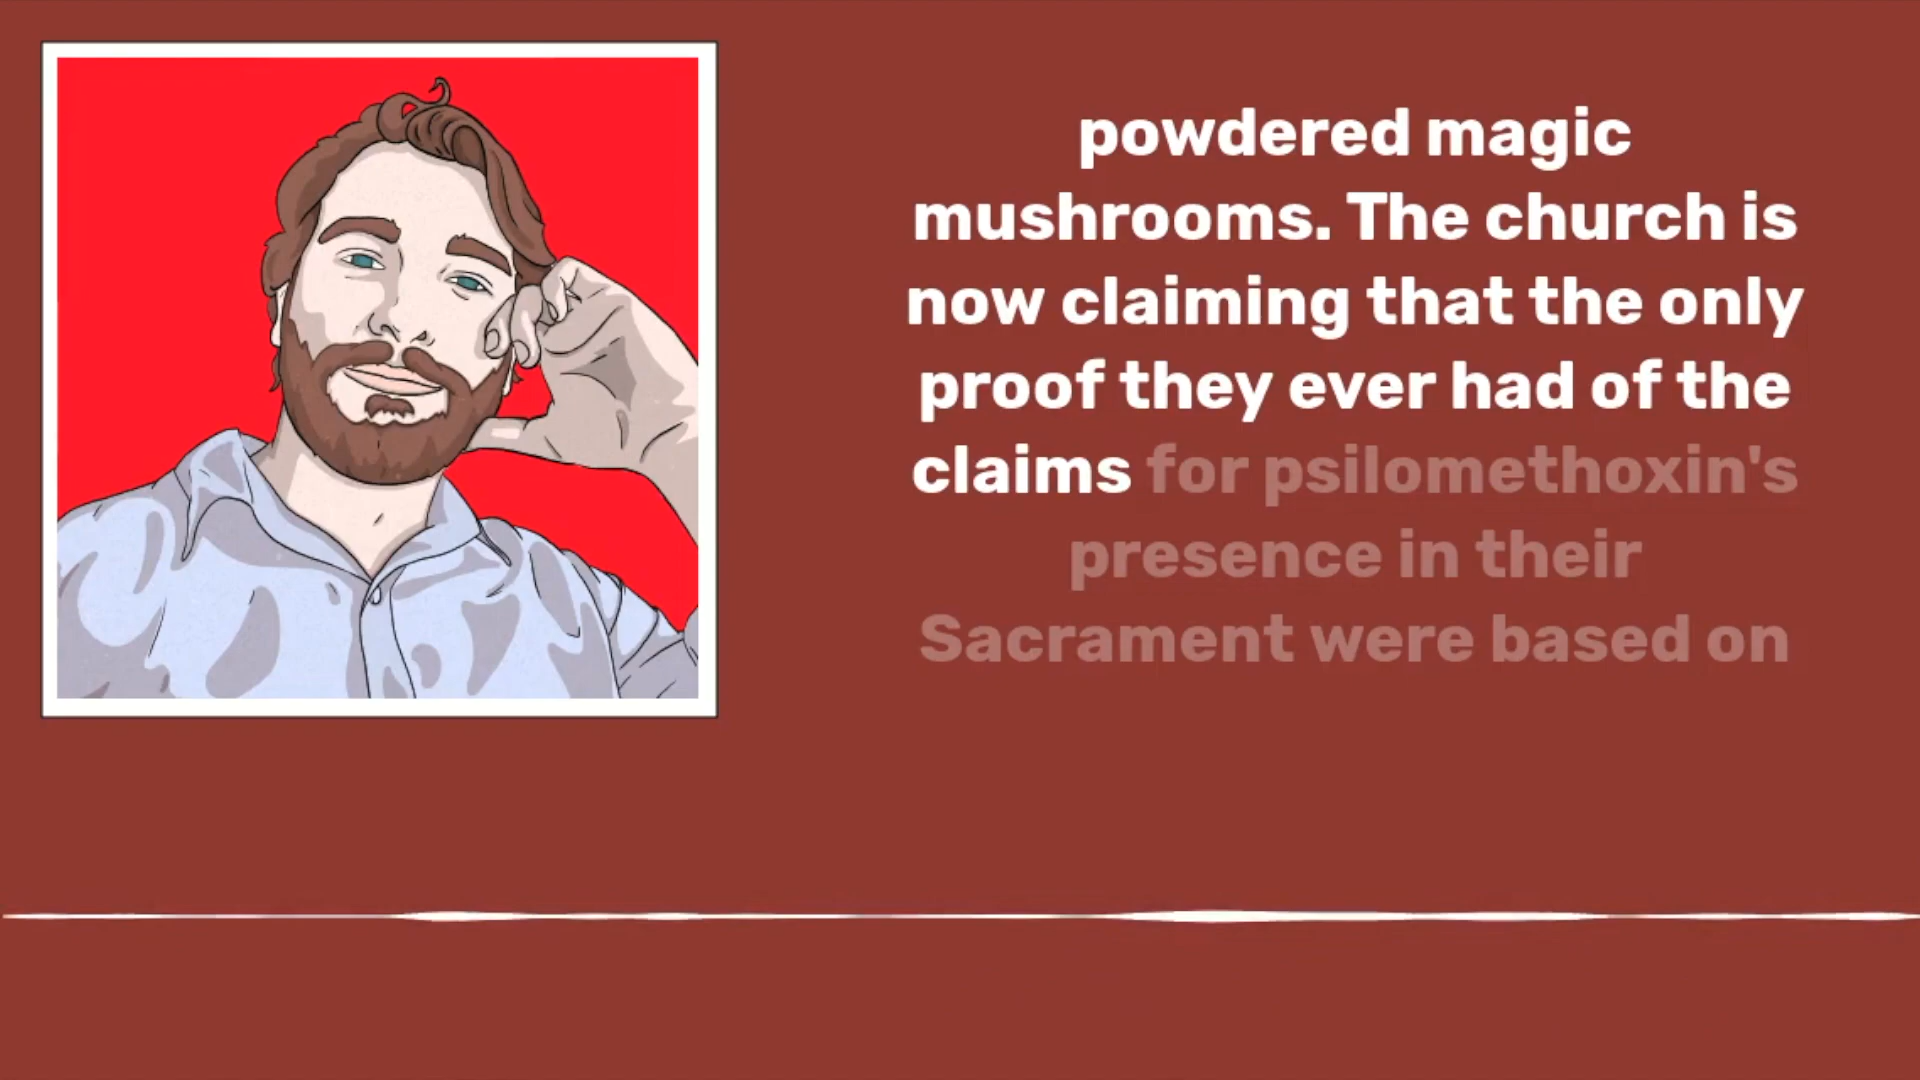 powdered magic
mushrooms. The church is
now claiming that the only
proof they ever had of the
claims for psilomethoxin's
presence in their
Sacrament were based on